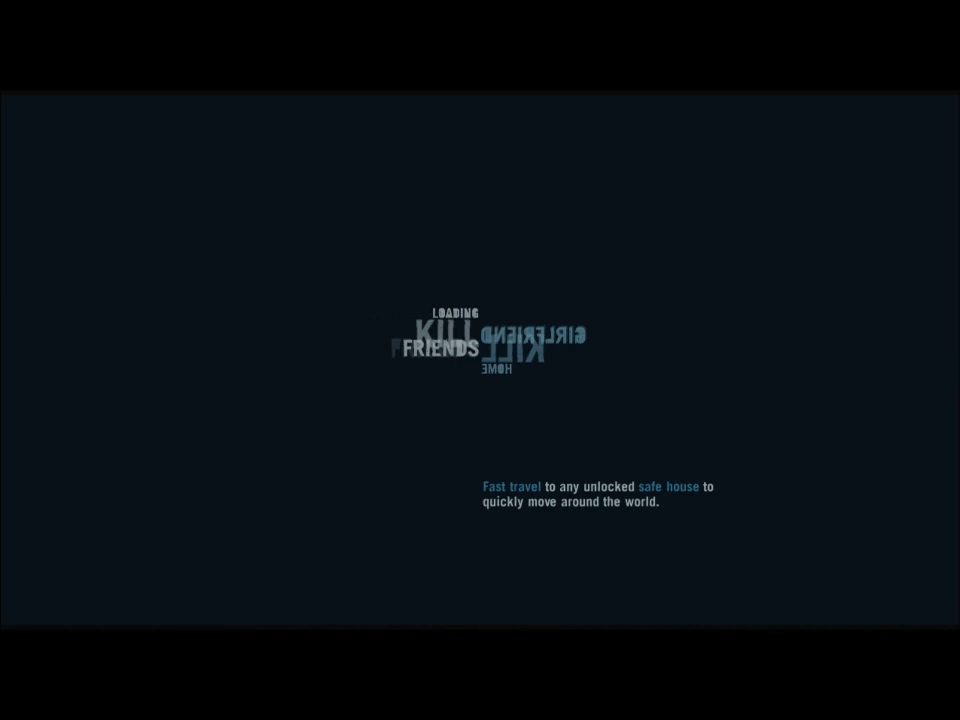 LOADING
KILL
FRIENDS
GIRLFRIEND
KILL
HOME
Fast travel to any unlocked safe house to
quickly move around the world.